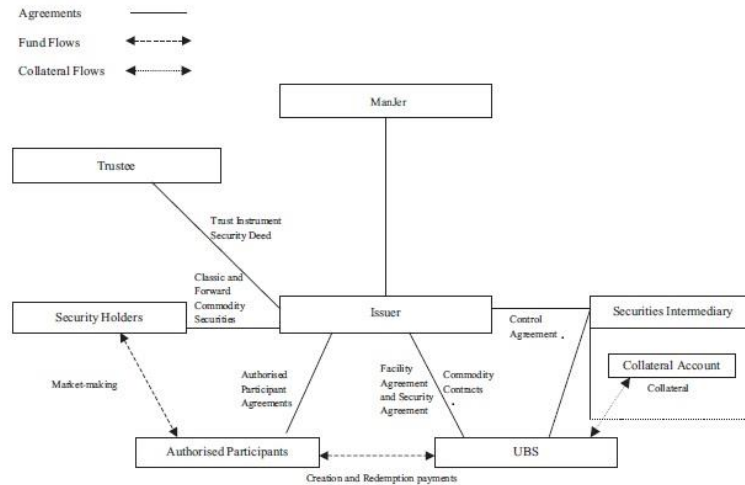 Agreements
Fund Flows
Collateral Flows
ManJer
Trustee
Trust Instrument
Security Deed
Classic and
Forward
Commodity
Securities
Security Holders
Issuer
Securities Intermediary
Control
Agreement .
Collateral Account
Collateral
Market-making
Authorised
Participant
Agreements
Facility
Agreement
and Security
Agreement
Commodity
Contracts .
Authorised Participants
UBS
Creation and Redemption payments